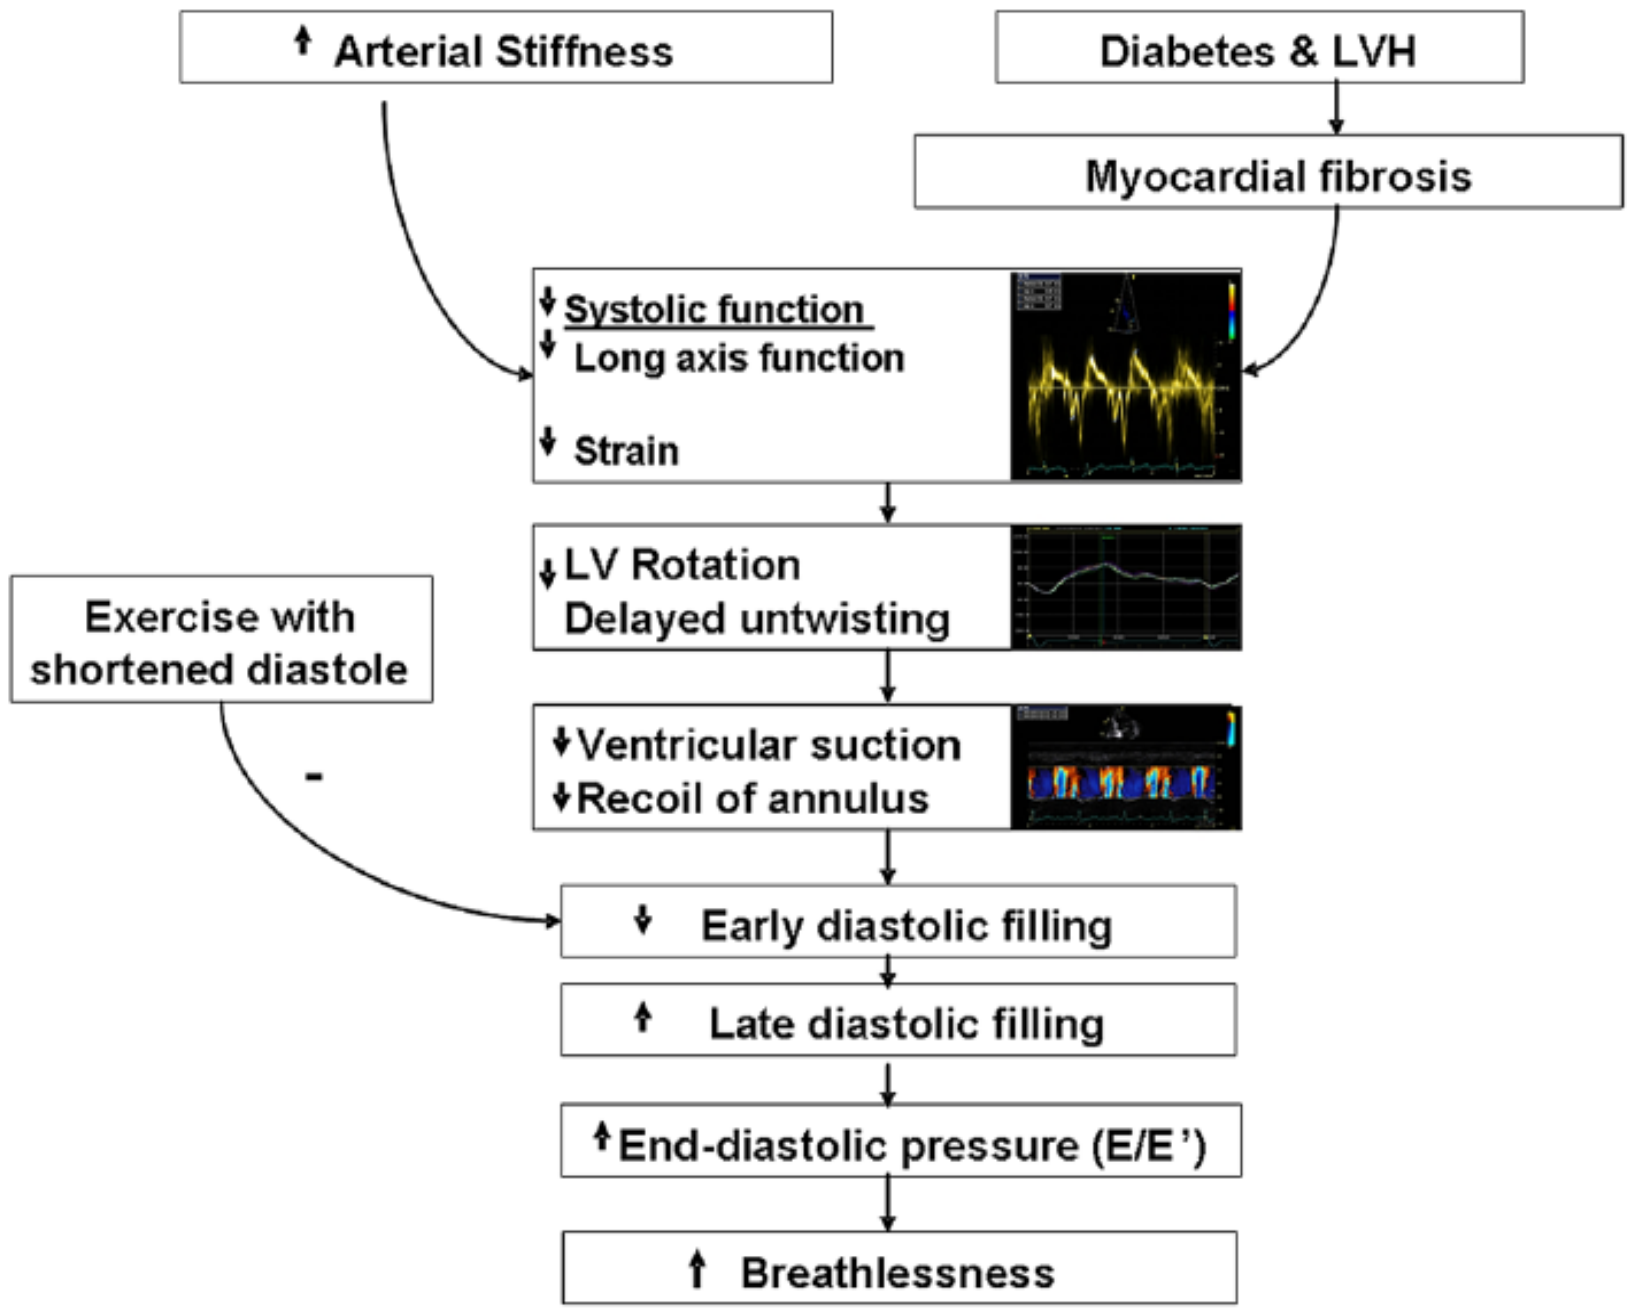 ↑ Arterial Stiffness
Diabetes & LVH
Myocardial fibrosis
↓ Systolic function
↓ Long axis function
↓ Strain
↓ LV Rotation
Delayed untwisting
Exercise with
shortened diastole
-
↓ Ventricular suction
↓ Recoil of annulus
↓ Early diastolic filling
↑ Late diastolic filling
↑ End-diastolic pressure (E/E’)
↑ Breathlessness